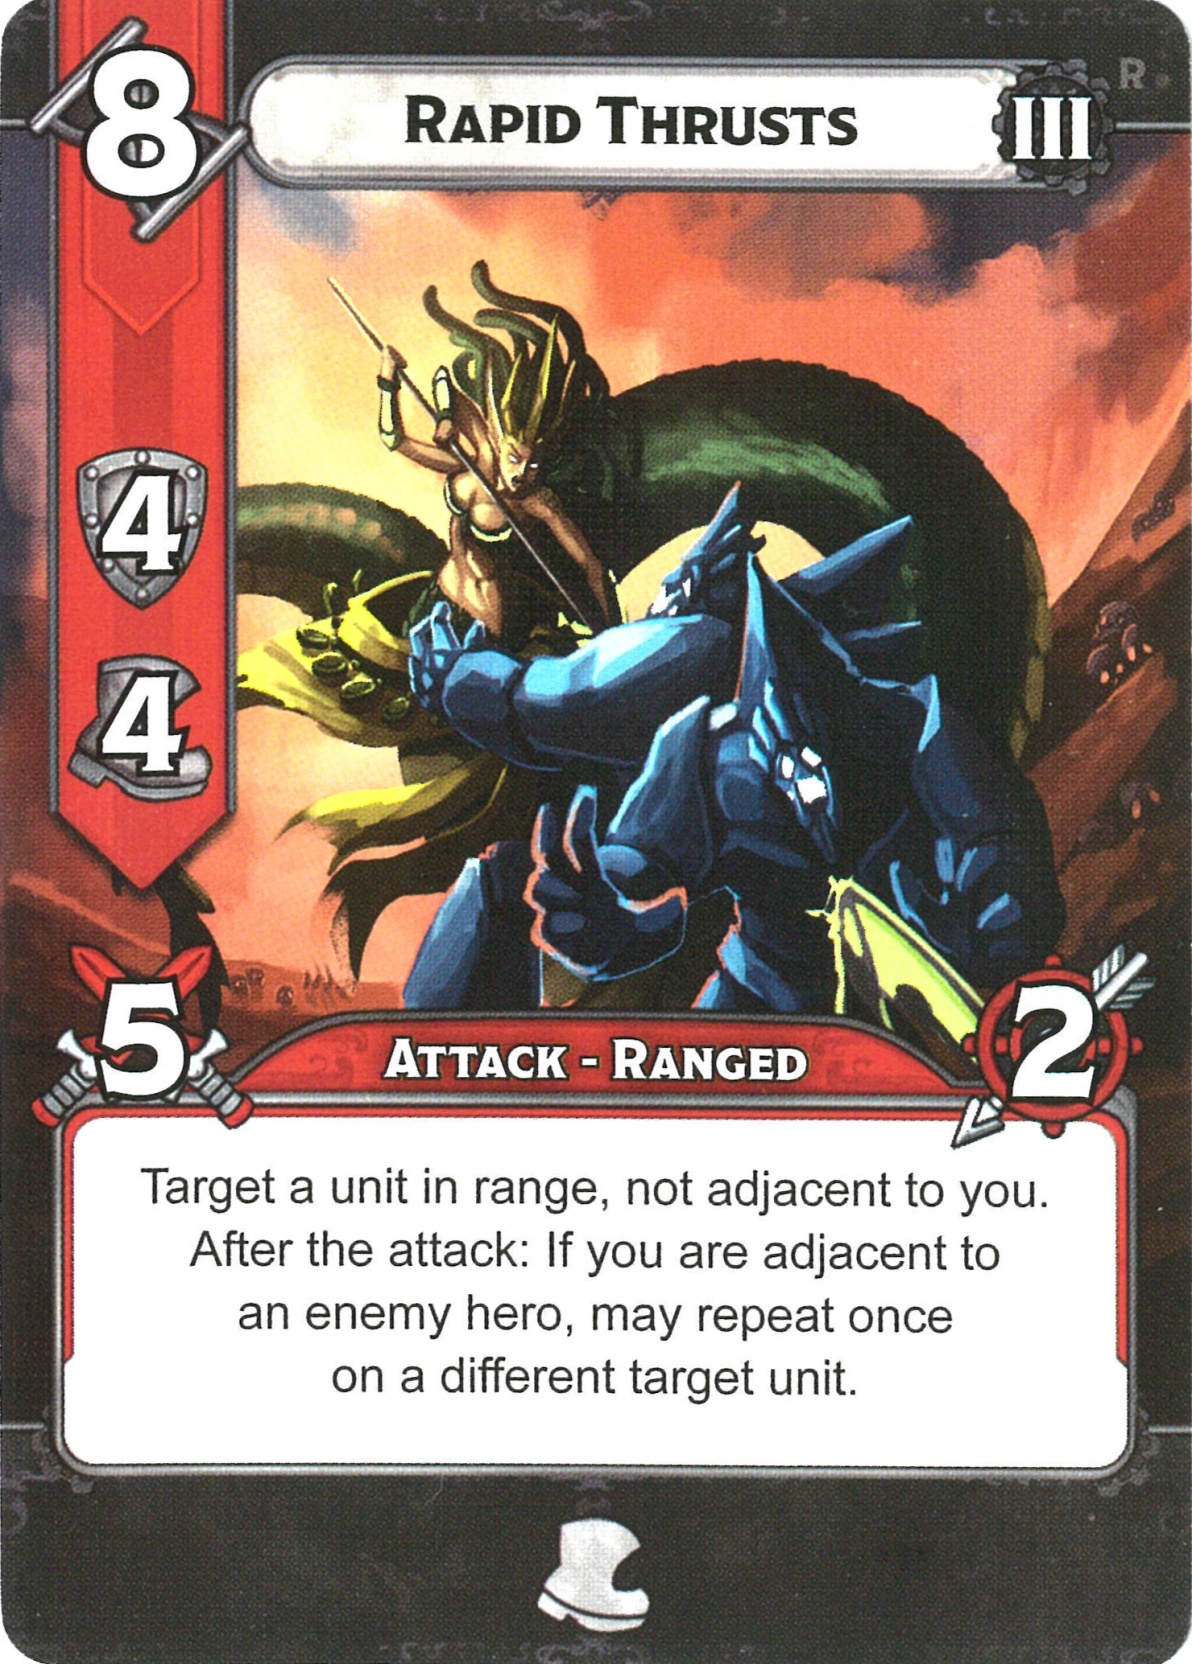 8
RAPID THRUSTS
III
R
4
4
5
ATTACK - RANGED
2
Target a unit in range, not adjacent to you.
After the attack: If you are adjacent to
an enemy hero, may repeat once
on a different target unit.